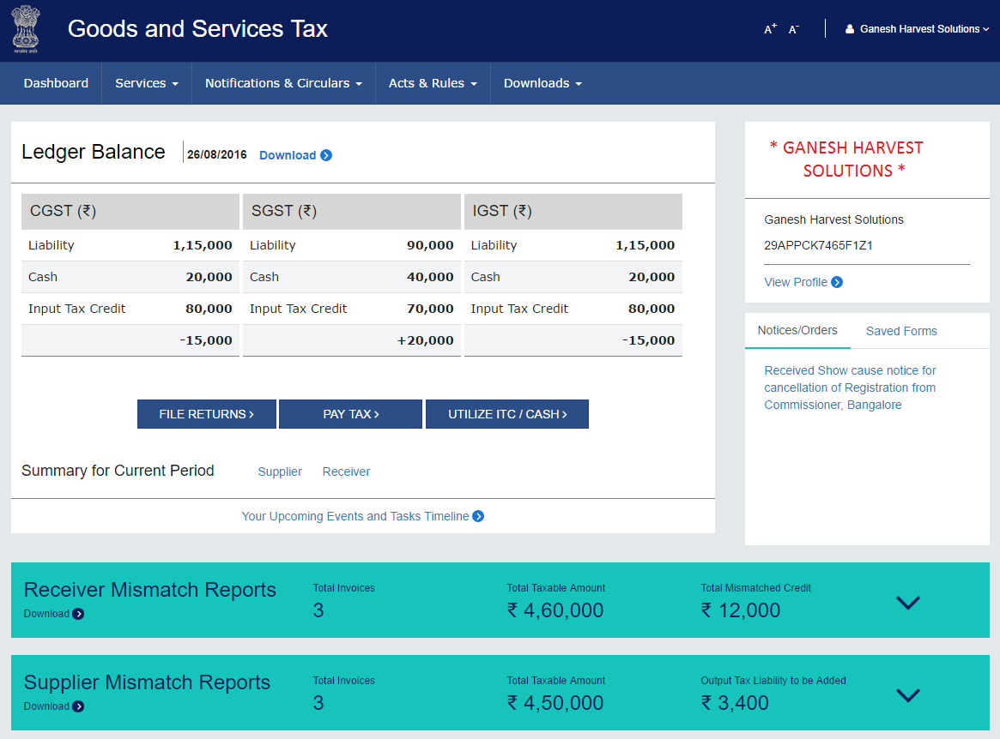 Goods and Services Tax
A+ A-
Ganesh Harvest Solutions
Dashboard Services Notifications & Circulars Acts & Rules Downloads
Ledger Balance 26/08/2016 Download
CGST (₹) SGST (₹) IGST (₹)
Liability 1,15,000 Liability 90,000 Liability 1,15,000
Cash 20,000 Cash 40,000 Cash 20,000
Input Tax Credit 80,000 Input Tax Credit 70,000 Input Tax Credit 80,000
-15,000 +20,000 -15,000
FILE RETURNS › PAY TAX › UTILIZE ITC / CASH ›
Summary for Current Period Supplier Receiver
Your Upcoming Events and Tasks Timeline
* GANESH HARVEST
SOLUTIONS *
Ganesh Harvest Solutions
29APPCK7465F1Z1
View Profile
Notices/Orders Saved Forms
Received Show cause notice for
cancellation of Registration from
Commissioner, Bangalore
Receiver Mismatch Reports
Download
Total Invoices
3
Total Taxable Amount
₹ 4,60,000
Total Mismatched Credit
₹ 12,000
Supplier Mismatch Reports
Download
Total Invoices
3
Total Taxable Amount
₹ 4,50,000
Output Tax Liability to be Added
₹ 3,400